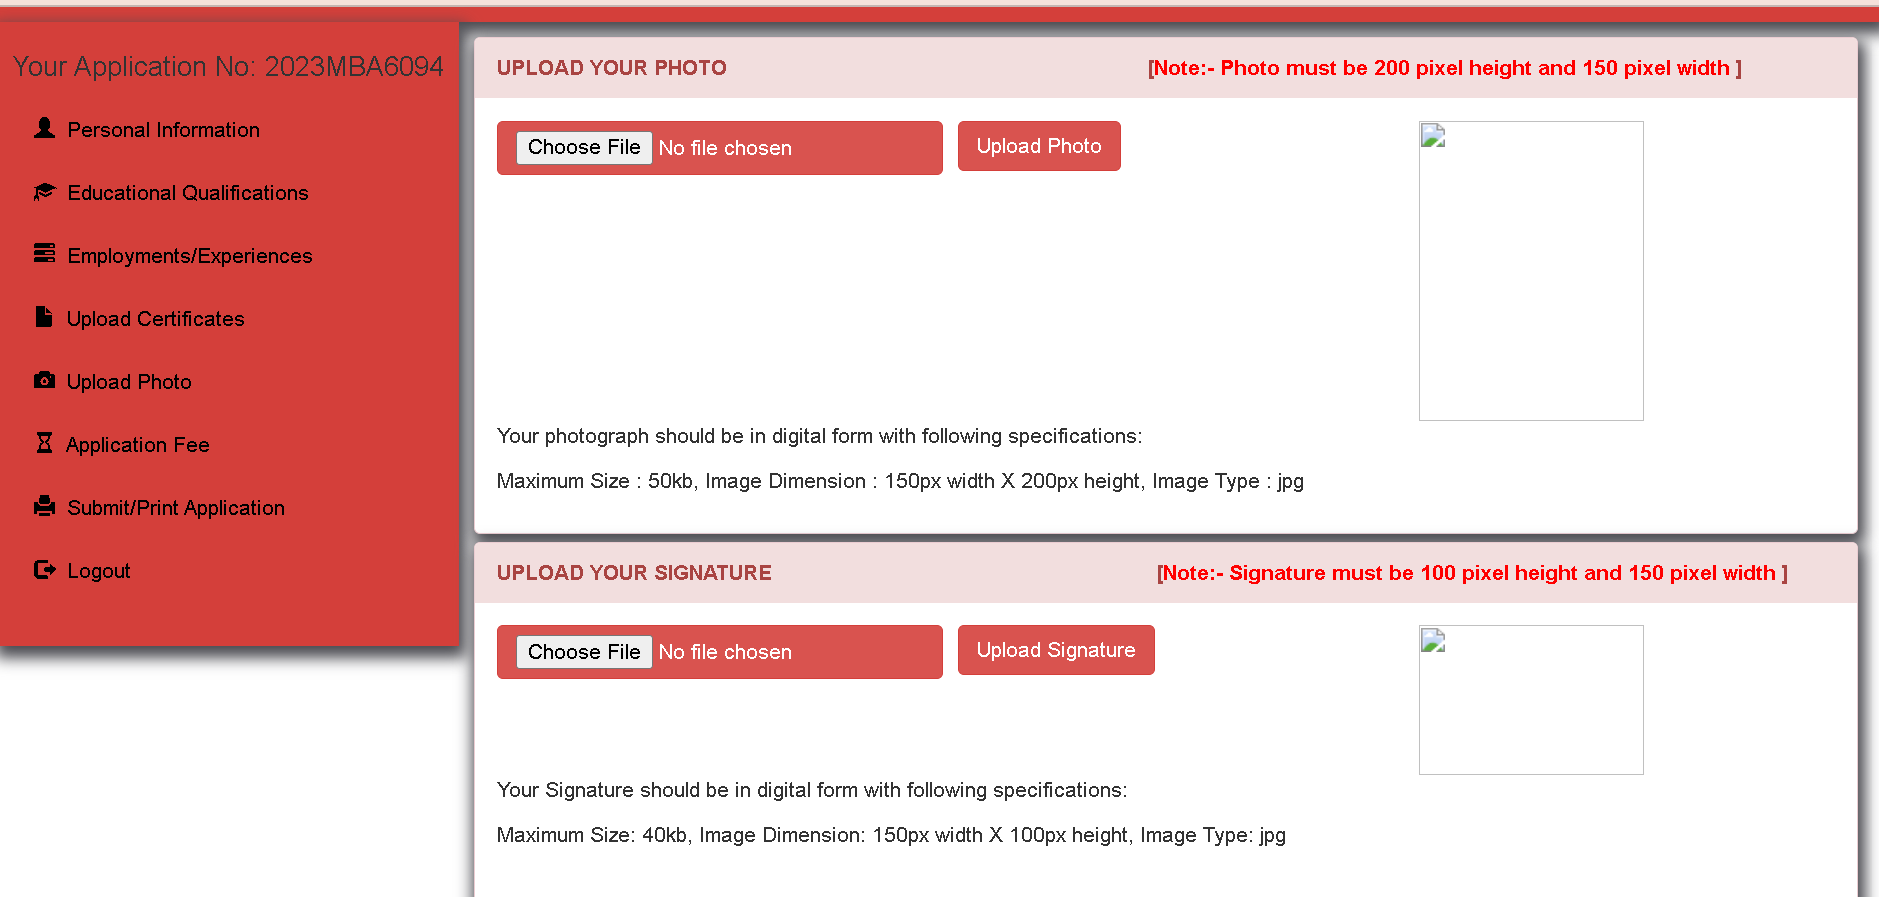 Your Application No: 2023MBA6094
Personal Information
Educational Qualifications
Employments/Experiences
Upload Certificates
Upload Photo
Application Fee
Submit/Print Application
Logout
UPLOAD YOUR PHOTO [Note:- Photo must be 200 pixel height and 150 pixel width ]
Choose File No file chosen Upload Photo
Your photograph should be in digital form with following specifications:
Maximum Size : 50kb, Image Dimension : 150px width X 200px height, Image Type : jpg
UPLOAD YOUR SIGNATURE [Note:- Signature must be 100 pixel height and 150 pixel width ]
Choose File No file chosen Upload Signature
Your Signature should be in digital form with following specifications:
Maximum Size: 40kb, Image Dimension: 150px width X 100px height, Image Type: jpg